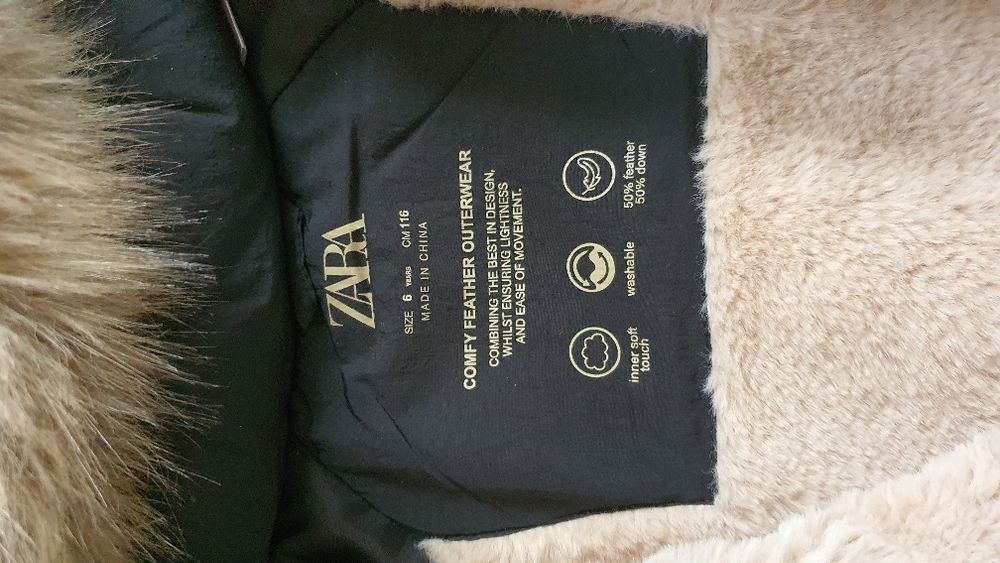 ZARA
SIZE 6 YEARS CM 116
MADE IN CHINA
COMFY FEATHER OUTERWEAR
COMBINING THE BEST IN DESIGN,
WHILST ENSURING LIGHTNESS
AND EASE OF MOVEMENT.
inner soft
touch
washable
50% feather
50% down